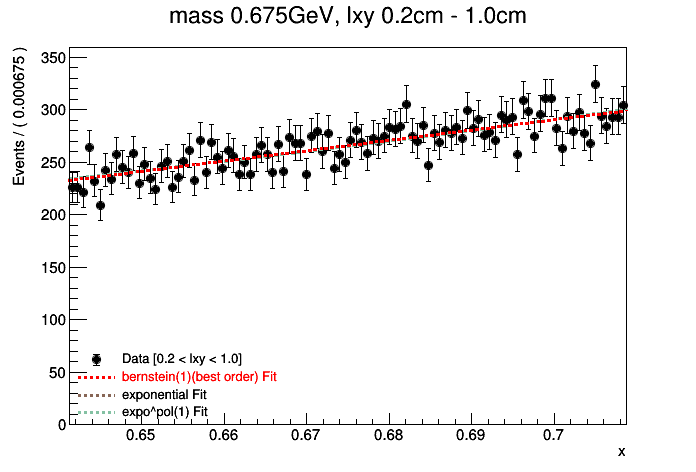 mass 0.675GeV, lxy 0.2cm - 1.0cm
Events / ( 0.000675 )
350
300
250
200
150
100
50
0
Data [0.2 < lxy < 1.0]
bernstein(1)(best order) Fit
exponential Fit
expo^pol(1) Fit
0.65 0.66 0.67 0.68 0.69 0.7
x